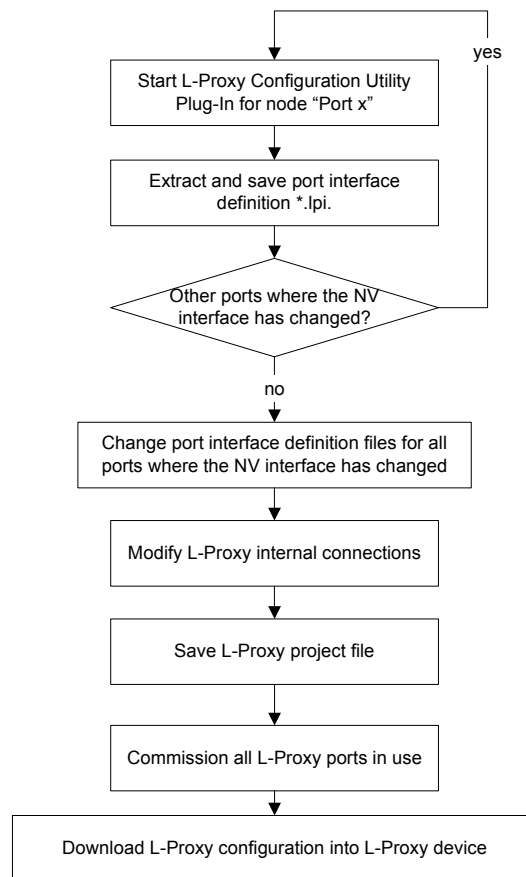 yes
Start L-Proxy Configuration Utility
Plug-In for node “Port x”
Extract and save port interface
definition *.lpi.
Other ports where the NV
interface has changed?
no
Change port interface definition files for all
ports where the NV interface has changed
Modify L-Proxy internal connections
Save L-Proxy project file
Commission all L-Proxy ports in use
Download L-Proxy configuration into L-Proxy device